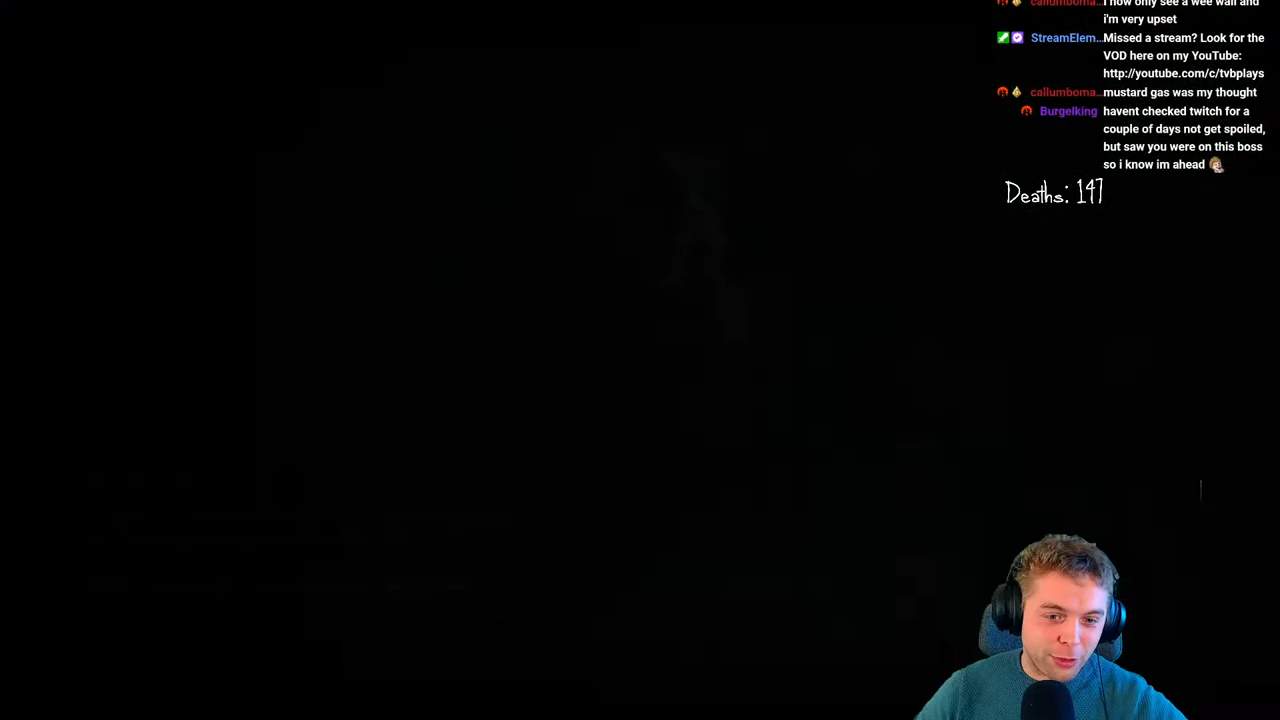 callumboma... i now only see a wee wall and
i'm very upset
StreamElem... Missed a stream? Look for the
VOD here on my YouTube:
http://youtube.com/c/tvbplays
callumboma... mustard gas was my thought
Burgelking havent checked twitch for a
couple of days not get spoiled,
but saw you were on this boss
so i know im ahead
Deaths: 147